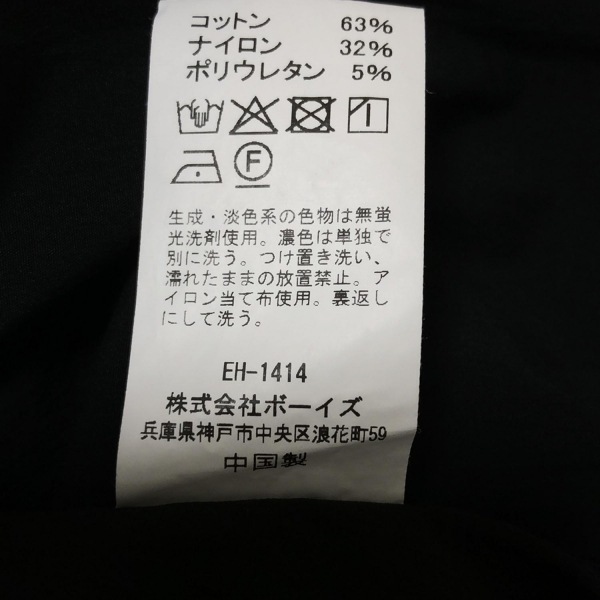 コットン 63%
ナイロン 32%
ポリウレタン 5%
F
生成・淡色系の色物は無蛍
光洗剤使用。濃色は単独で
別に洗う。つけ置き洗い、
濡れたままの放置禁止。ア
イロン当て布使用。裏返し
にして洗う。
EH-1414
株式会社ボーイズ
兵庫県神戸市中央区浪花町59
中国製